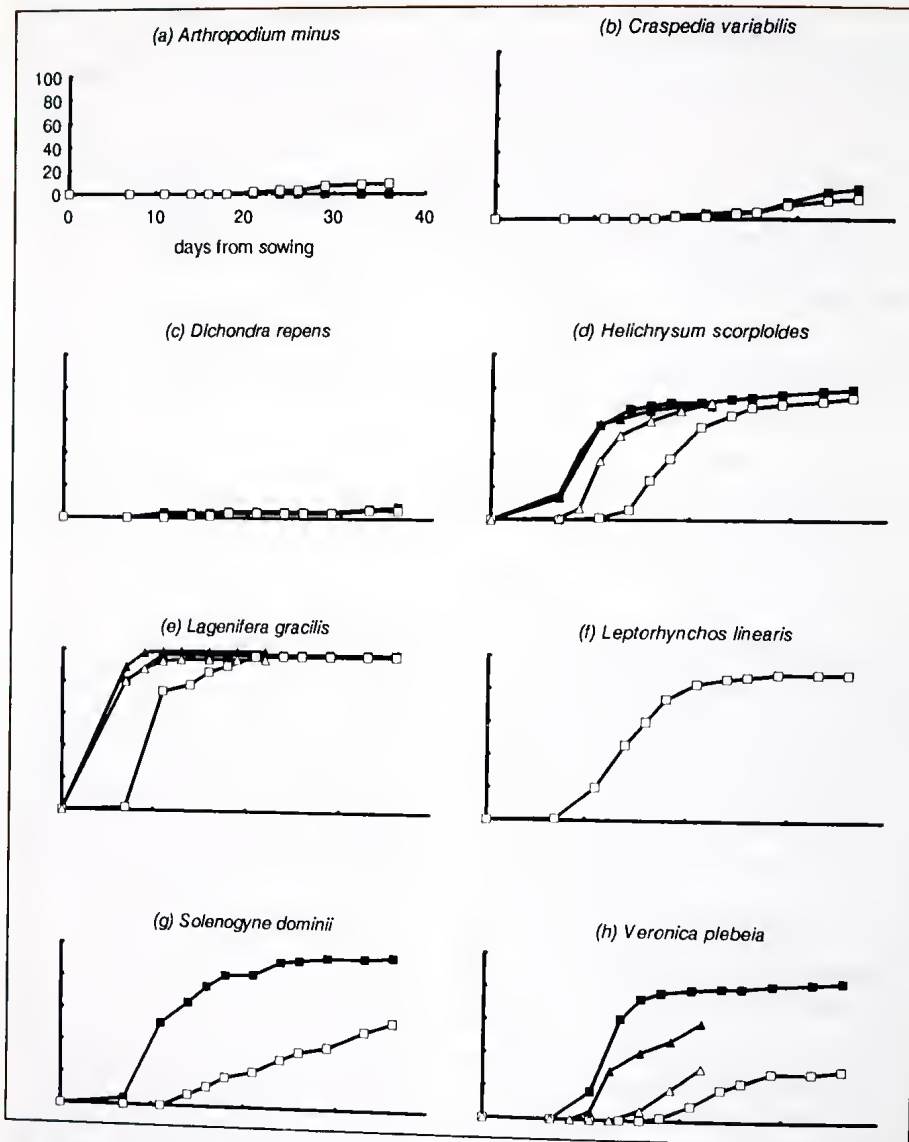 (a) Arthropodium minus
(b) Craspedia variabilis
100
80
60
40
20
0
0 10 20 30 40
days from sowing
(c) Dichondra repens
(d) Helichrysum scorploides
(e) Lagenifera gracilis
(f) Leptorhynchos linearis
(g) Solenogyne dominii
(h) Veronica plebeia